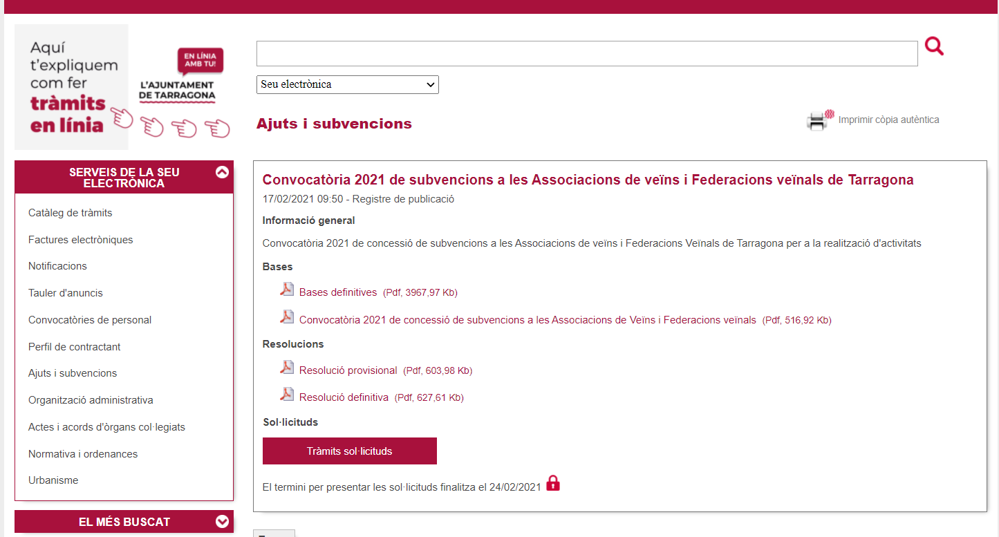 Aquí
t'expliquem
com fer
tràmits
en línia
EN LÍNIA
AMB TU!
L'AJUNTAMENT
DE TARRAGONA
Seu electrònica
Ajuts i subvencions
Imprimir còpia autèntica
SERVEIS DE LA SEU
ELECTRÒNICA
Catàleg de tràmits
Factures electròniques
Notificacions
Tauler d'anuncis
Convocatòries de personal
Perfil de contractant
Ajuts i subvencions
Organització administrativa
Actes i acords d'òrgans col·legiats
Normativa i ordenances
Urbanisme
EL MÉS BUSCAT
Convocatòria 2021 de subvencions a les Associacions de veïns i Federacions veïnals de Tarragona
17/02/2021 09:50 - Registre de publicació
Informació general
Convocatòria 2021 de concessió de subvencions a les Associacions de veïns i Federacions Veïnals de Tarragona per a la realització d'activitats
Bases
Bases definitives (Pdf, 3967,97 Kb)
Convocatòria 2021 de concessió de subvencions a les Associacions de Veïns i Federacions veïnals (Pdf, 516,92 Kb)
Resolucions
Resolució provisional (Pdf, 603,98 Kb)
Resolució definitiva (Pdf, 627,61 Kb)
Sol·licituds
Tràmits sol·licituds
El termini per presentar les sol·licituds finalitza el 24/02/2021